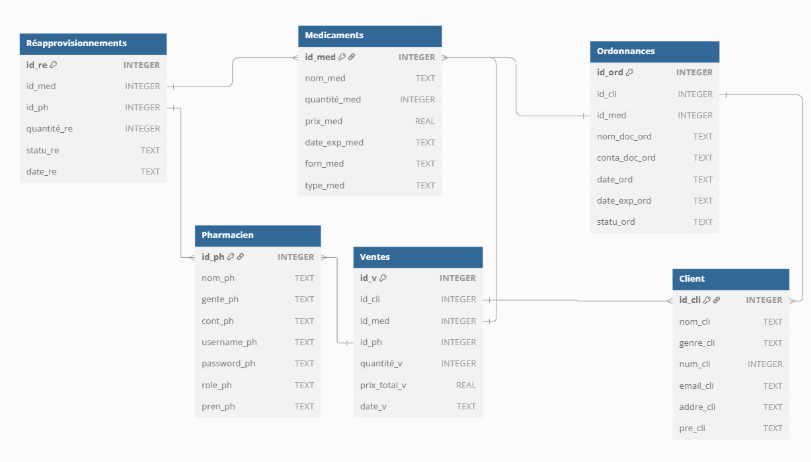 Réapprovisionnements
id_re INTEGER
id_med INTEGER
id_ph INTEGER
quantité_re INTEGER
statu_re TEXT
date_re TEXT
Medicaments
id_med INTEGER
nom_med TEXT
quantité_med INTEGER
prix_med REAL
date_exp_med TEXT
forn_med TEXT
type_med TEXT
Ordonnances
id_ord INTEGER
id_cli INTEGER
id_med INTEGER
nom_doc_ord TEXT
conta_doc_ord TEXT
date_ord TEXT
date_exp_ord TEXT
statu_ord TEXT
Pharmacien
id_ph INTEGER
nom_ph TEXT
gente_ph TEXT
cont_ph TEXT
username_ph TEXT
password_ph TEXT
role_ph TEXT
pren_ph TEXT
Ventes
id_v INTEGER
id_cli INTEGER
id_med INTEGER
id_ph INTEGER
quantité_v INTEGER
prix_total_v REAL
date_v TEXT
Client
id_cli INTEGER
nom_cli TEXT
genre_cli TEXT
num_cli INTEGER
email_cli TEXT
addre_cli TEXT
pre_cli TEXT